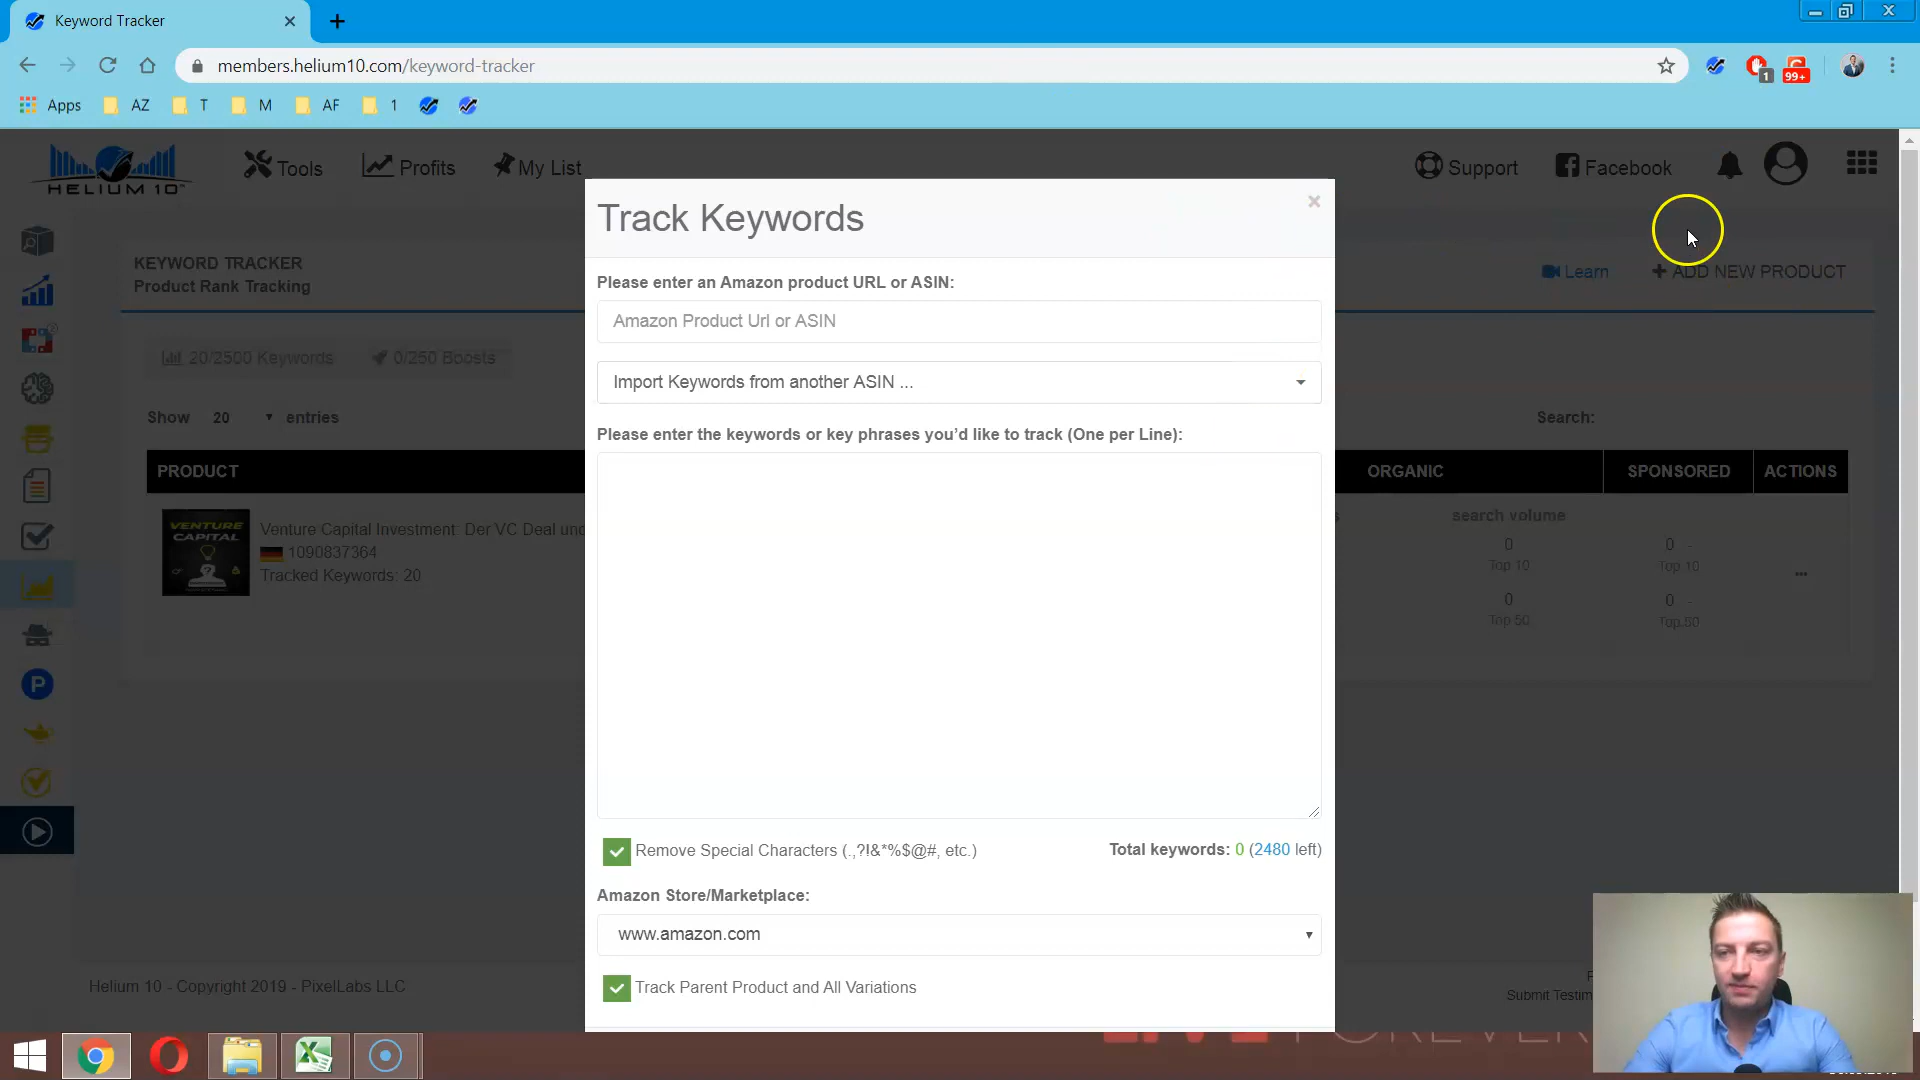 Keyword Tracker
members.helium10.com/keyword-tracker
1
99+
Apps AZ T M AF 1
HELIUM 10™ Tools Profits My List Support Facebook
Track Keywords ×
KEYWORD TRACKER
Product Rank Tracking
Learn + ADD NEW PRODUCT
Please enter an Amazon product URL or ASIN:
Amazon Product Url or ASIN
20/2500 Keywords 0/250 Boosts
Import Keywords from another ASIN ...
Show 20 entries Search:
Please enter the keywords or key phrases you'd like to track (One per Line):
PRODUCT ORGANIC SPONSORED ACTIONS
search volume
VENTURE
CAPITAL
Venture Capital Investment: Der VC Deal und
1090837364
Tracked Keywords: 20
0 0 -
Top 10 Top 10
...
0 0 -
Top 50 Top 50
P
Remove Special Characters (.,?!&*%$@#, etc.) Total keywords: 0 (2480 left)
Amazon Store/Marketplace:
www.amazon.com
Track Parent Product and All Variations
Helium 10 - Copyright 2019 - PixelLabs LLC